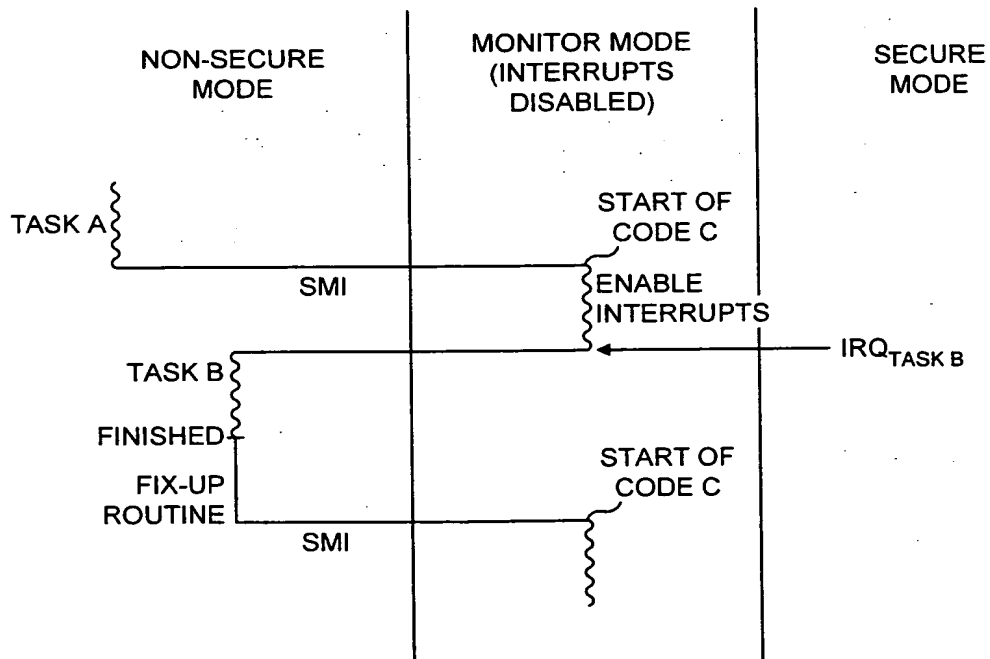 NON-SECURE
MODE
MONITOR MODE
(INTERRUPTS
DISABLED)
SECURE
MODE
TASK A
START OF
CODE C
SMI
ENABLE
INTERRUPTS
TASK B
IRQTASK B
FINISHED
FIX-UP
ROUTINE
START OF
CODE C
SMI